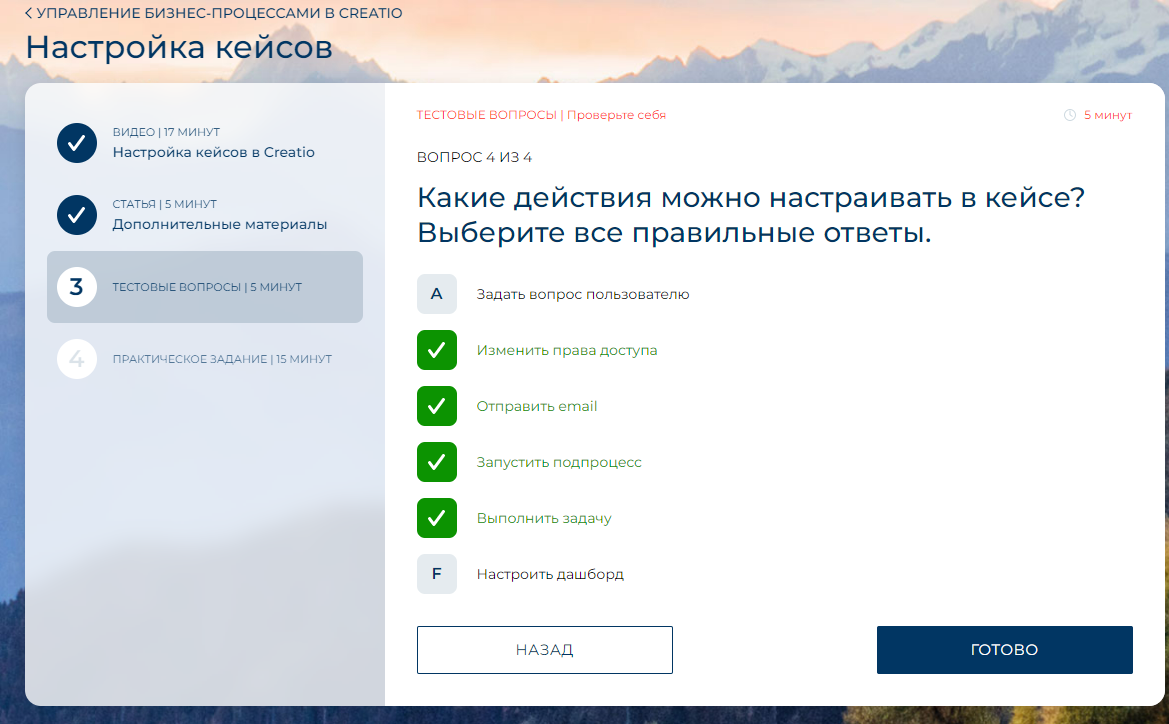 УПРАВЛЕНИЕ БИЗНЕС-ПРОЦЕССАМИ В CREATIO
Настройка кейсов
ВИДЕО | 17 МИНУТ
Настройка кейсов в Creatio
СТАТЬЯ | 5 МИНУТ
Дополнительные материалы
3
ТЕСТОВЫЕ ВОПРОСЫ | 5 МИНУТ
4
ПРАКТИЧЕСКОЕ ЗАДАНИЕ | 15 МИНУТ
ТЕСТОВЫЕ ВОПРОСЫ | Проверьте себя
5 минут
ВОПРОС 4 ИЗ 4
Какие действия можно настраивать в кейсе?
Выберите все правильные ответы.
A Задать вопрос пользователю
Изменить права доступа
Отправить email
Запустить подпроцесс
Выполнить задачу
F Настроить дашборд
НАЗАД
ГОТОВО